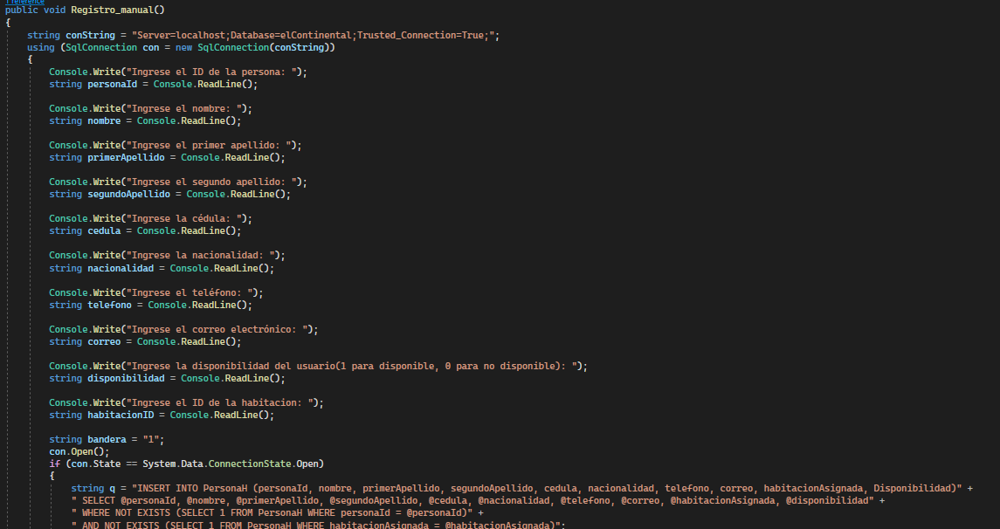 1 reference
public void Registro_manual()
{
string conString = "Server=localhost;Database=elContinental;Trusted_Connection=True;";
using (SqlConnection con = new SqlConnection(conString))
{
Console.Write("Ingrese el ID de la persona: ");
string personaId = Console.ReadLine();
Console.Write("Ingrese el nombre: ");
string nombre = Console.ReadLine();
Console.Write("Ingrese el primer apellido: ");
string primerApellido = Console.ReadLine();
Console.Write("Ingrese el segundo apellido: ");
string segundoApellido = Console.ReadLine();
Console.Write("Ingrese la cédula: ");
string cedula = Console.ReadLine();
Console.Write("Ingrese la nacionalidad: ");
string nacionalidad = Console.ReadLine();
Console.Write("Ingrese el teléfono: ");
string telefono = Console.ReadLine();
Console.Write("Ingrese el correo electrónico: ");
string correo = Console.ReadLine();
Console.Write("Ingrese la disponibilidad del usuario(1 para disponible, 0 para no disponible): ");
string disponibilidad = Console.ReadLine();
Console.Write("Ingrese el ID de la habitacion: ");
string habitacionID = Console.ReadLine();
string bandera = "1";
con.Open();
if (con.State == System.Data.ConnectionState.Open)
{
string q = "INSERT INTO PersonaH (personaId, nombre, primerApellido, segundoApellido, cedula, nacionalidad, telefono, correo, habitacionAsignada, Disponibilidad)" +
" SELECT @personaId, @nombre, @primerApellido, @segundoApellido, @cedula, @nacionalidad, @telefono, @correo, @habitacionAsignada, @disponibilidad" +
" WHERE NOT EXISTS (SELECT 1 FROM PersonaH WHERE personaId = @personaId)" +
" AND NOT EXISTS (SELECT 1 FROM PersonaH WHERE habitacionAsignada = @habitacionAsignada)";